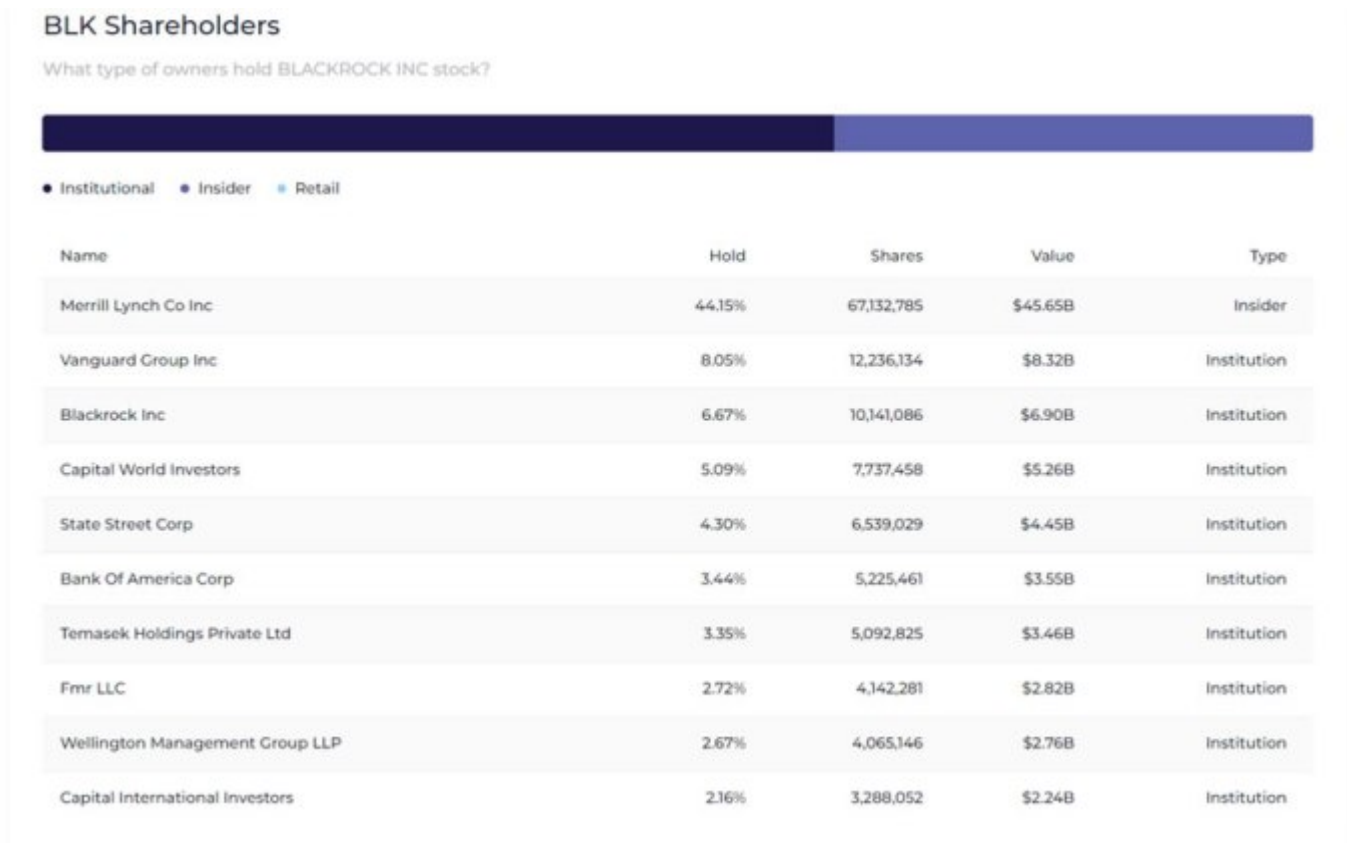 BLK Shareholders
What type of owners hold BLACKROCK INC stock?
Institutional Insider Retail
Name Hold Shares Value Type
Merrill Lynch Co Inc 44.15% 67,132,785 $45.65B Insider
Vanguard Group Inc 8.05% 12,236,134 $8.32B Institution
Blackrock Inc 6.67% 10,141,086 $6.90B Institution
Capital World Investors 5.09% 7,737,458 $5.26B Institution
State Street Corp 4.30% 6,539,029 $4.45B Institution
Bank Of America Corp 3.44% 5,225,461 $3.55B Institution
Temasek Holdings Private Ltd 3.35% 5,092,825 $3.46B Institution
Fmr LLC 2.72% 4,142,281 $2.82B Institution
Wellington Management Group LLP 2.67% 4,065,146 $2.76B Institution
Capital International Investors 2.16% 3,288,052 $2.24B Institution